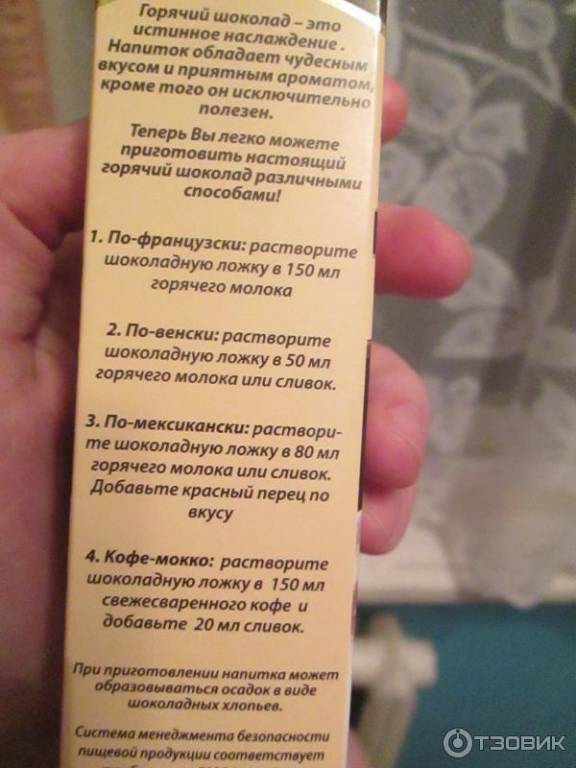 Горячий шоколад – это
истинное наслаждение .
Напиток обладает чудесным
вкусом и приятным ароматом,
кроме того он исключительно
полезен.
Теперь Вы легко можете
приготовить настоящий
горячий шоколад различными
способами!
1. По-французски: растворите
шоколадную ложку в 150 мл
горячего молока
2. По-венски: растворите
шоколадную ложку в 50 мл
горячего молока или сливок.
3. По-мексикански: раствори-
те шоколадную ложку в 80 мл
горячего молока или сливок.
Добавьте красный перец по
вкусу
4. Кофе-мокко: растворите
шоколадную ложку в 150 мл
свежесваренного кофе и
добавьте 20 мл сливок.
При приготовлении напитка может
образовываться осадок в виде
шоколадных хлопьев.
Система менеджмента безопасности
пищевой продукции соответствует
ОТЗОВИК